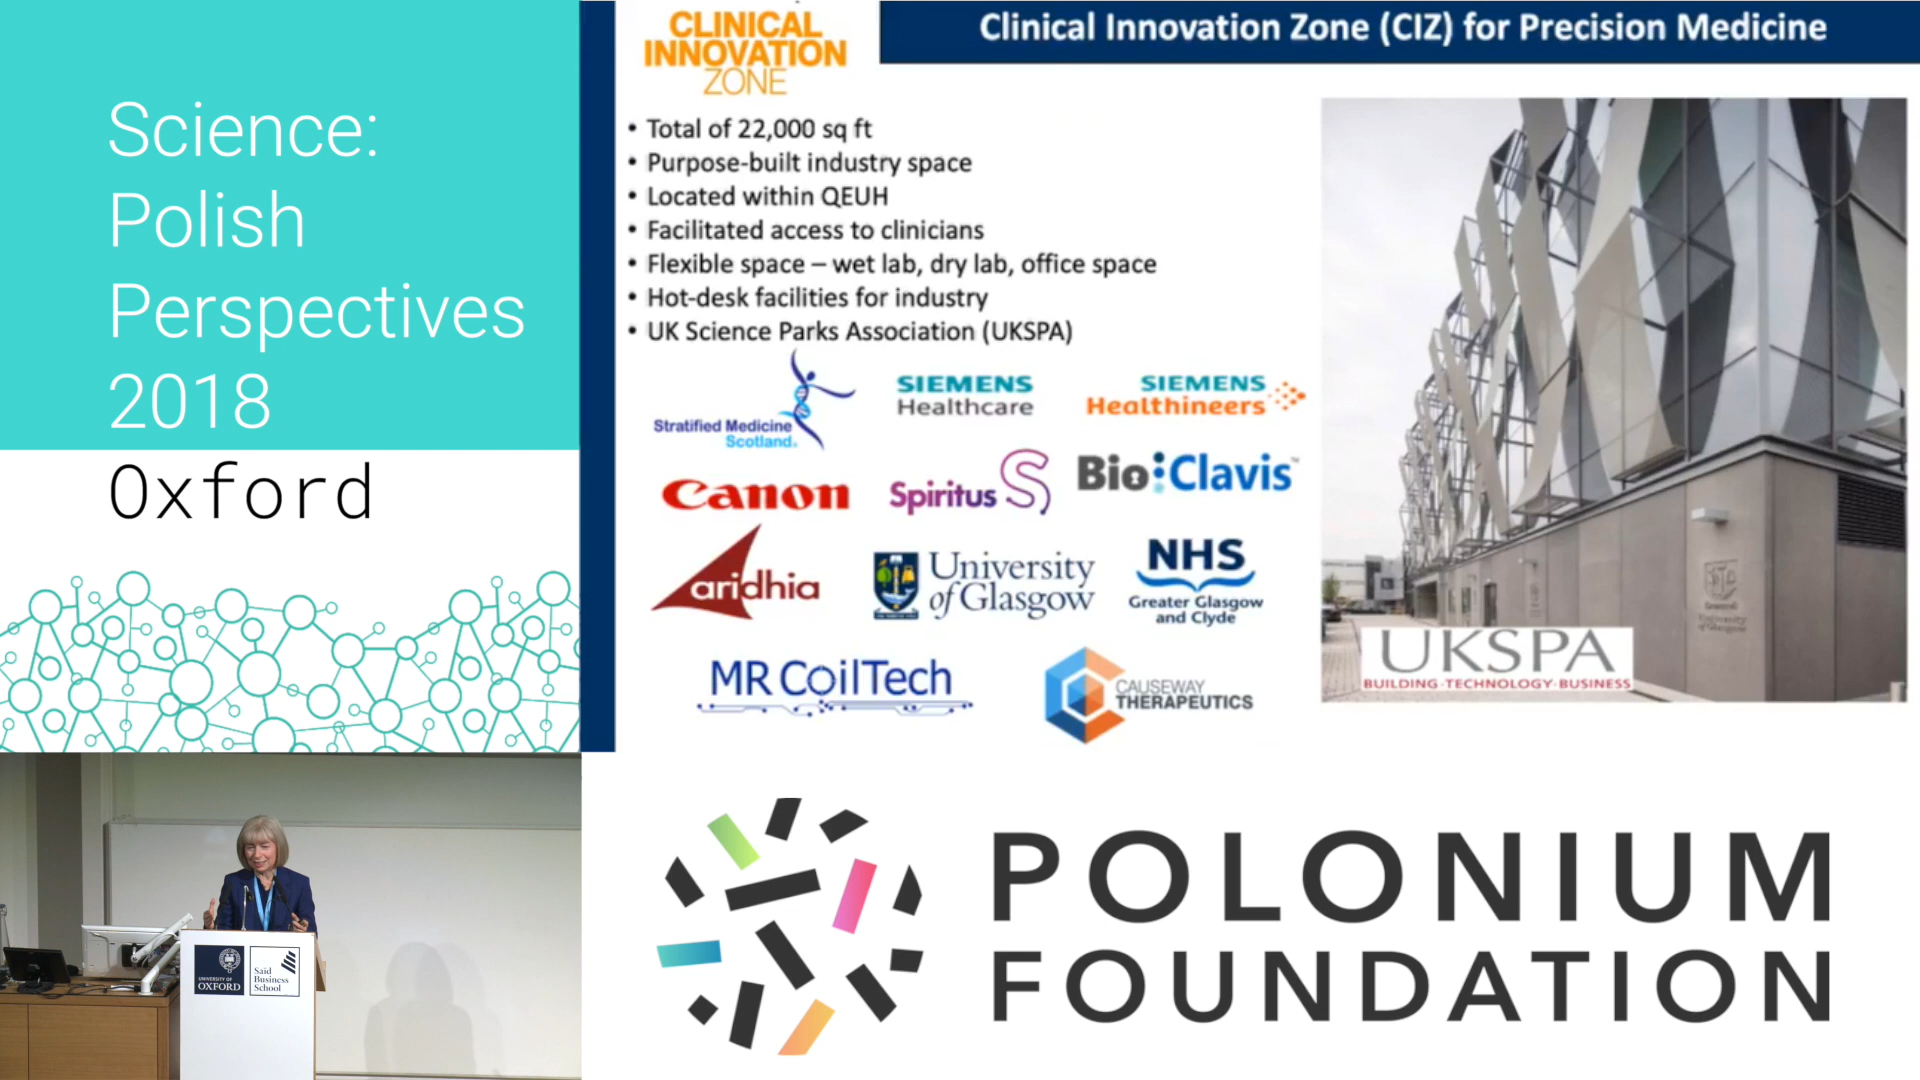 Science:
Polish
Perspectives
2018
Oxford
CLINICAL
INNOVATION
ZONE
Clinical Innovation Zone (CIZ) for Precision Medicine
• Total of 22,000 sq ft
• Purpose-built industry space
• Located within QEUH
• Facilitated access to clinicians
• Flexible space – wet lab, dry lab, office space
• Hot-desk facilities for industry
• UK Science Parks Association (UKSPA)
Stratified Medicine
Scotland.
SIEMENS
Healthcare
SIEMENS
Healthineers
Canon
Spiritus S
Bio:Clavis™
aridhia
University
of Glasgow
NHS
Greater Glasgow
and Clyde
MR CoilTech
CAUSEWAY
THERAPEUTICS
University
of Glasgow
UKSPA
BUILDING·TECHNOLOGY·BUSINESS
UNIVERSITY OF
OXFORD
Saïd
Business
School
POLONIUM
FOUNDATION